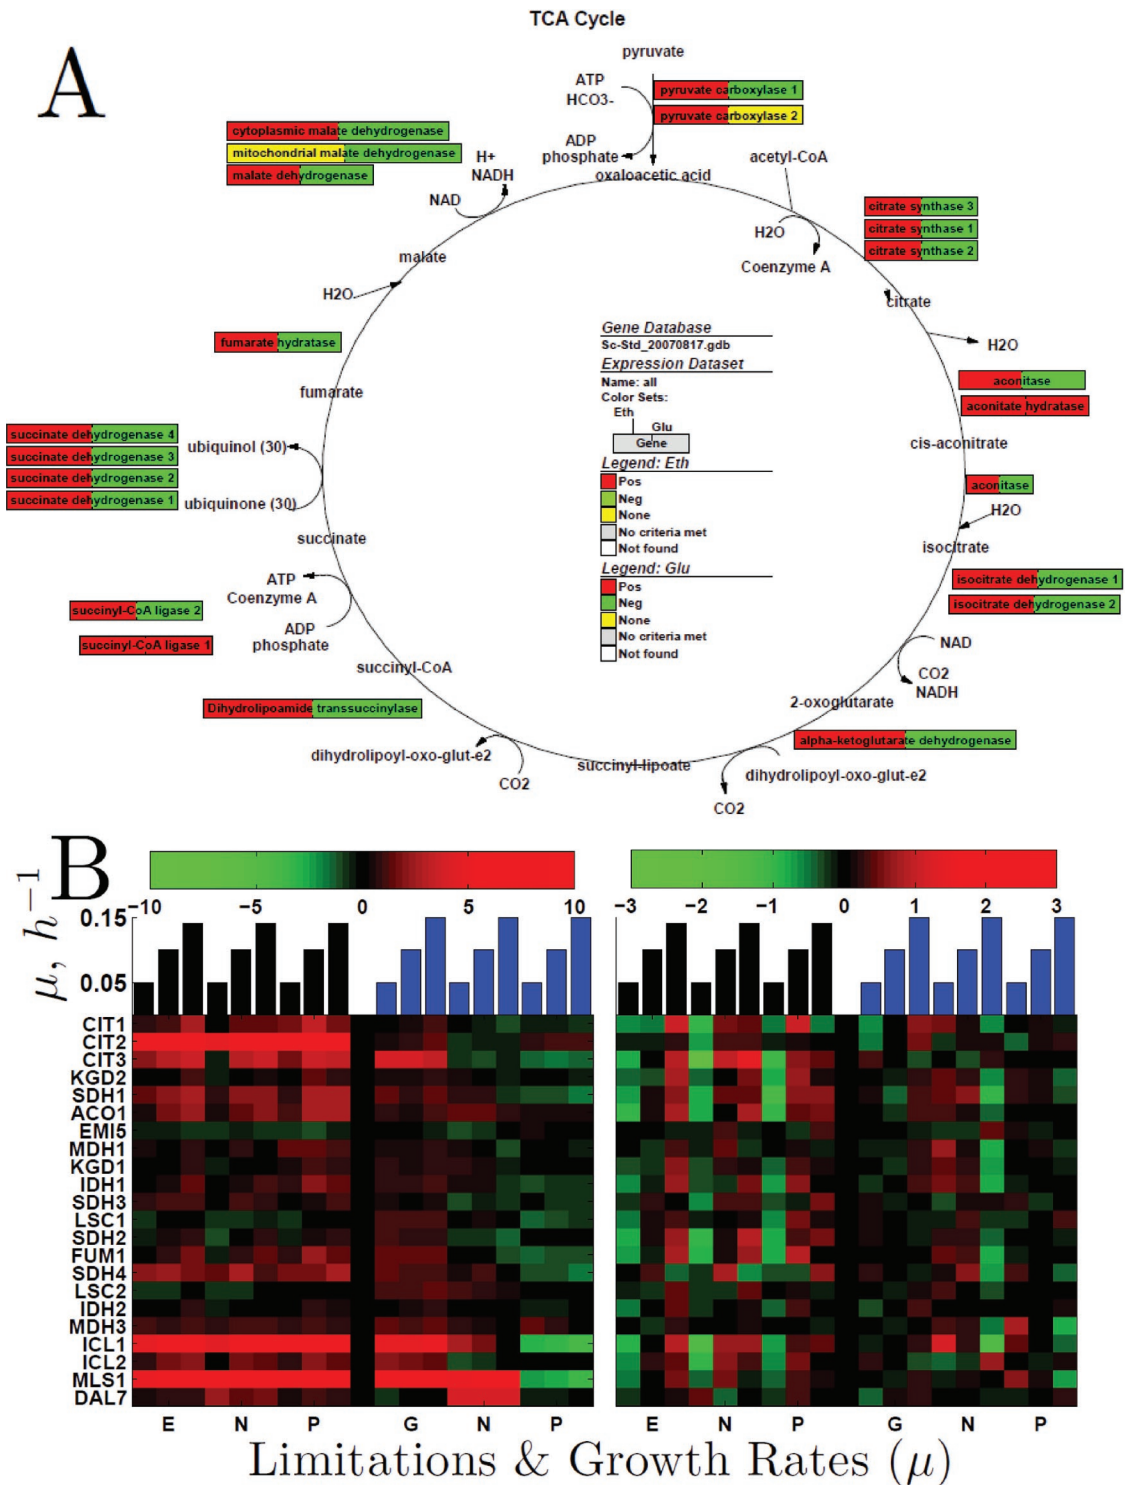 TCA Cycle
A
pyruvate
ATP
HCO3-
pyruvate carboxylase 1
pyruvate carboxylase 2
ADP
phosphate
oxaloacetic acid
acetyl-CoA
cytoplasmic malate dehydrogenase
mitochondrial malate dehydrogenase
malate dehydrogenase
H+
NADH
NAD
H2O
Coenzyme A
citrate synthase 3
citrate synthase 1
citrate synthase 2
malate
H2O
citrate
H2O
fumarate hydratase
fumarate
aconitase
aconitate hydratase
cis-aconitrate
aconitase
H2O
isocitrate
Gene Database
Sc-Std_20070817.gdb
Expression Dataset
Name: all
Color Sets:
Eth
Glu
Gene
Legend: Eth
Pos
Neg
None
No criteria met
Not found
Legend: Glu
Pos
Neg
None
No criteria met
Not found
succinate dehydrogenase 4
succinate dehydrogenase 3
succinate dehydrogenase 2
succinate dehydrogenase 1
ubiquinol (30)
ubiquinone (30)
succinate
isocitrate dehydrogenase 1
isocitrate dehydrogenase 2
ATP
Coenzyme A
succinyl-CoA ligase 2
succinyl-CoA ligase 1
ADP
phosphate
NAD
CO2
NADH
succinyl-CoA
2-oxoglutarate
Dihydrolipoamide transsuccinylase
alpha-ketoglutarate dehydrogenase
dihydrolipoyl-oxo-glut-e2
CO2
succinyl-lipoate
dihydrolipoyl-oxo-glut-e2
CO2
B
−10 −5 0 5 10
−3 −2 −1 0 1 2 3
μ, h−1
0.15
0.05
CIT1
CIT2
CIT3
KGD2
SDH1
ACO1
EMI5
MDH1
KGD1
IDH1
SDH3
LSC1
SDH2
FUM1
SDH4
LSC2
IDH2
MDH3
ICL1
ICL2
MLS1
DAL7
E N P G N P
E N P G N P
Limitations & Growth Rates (μ)